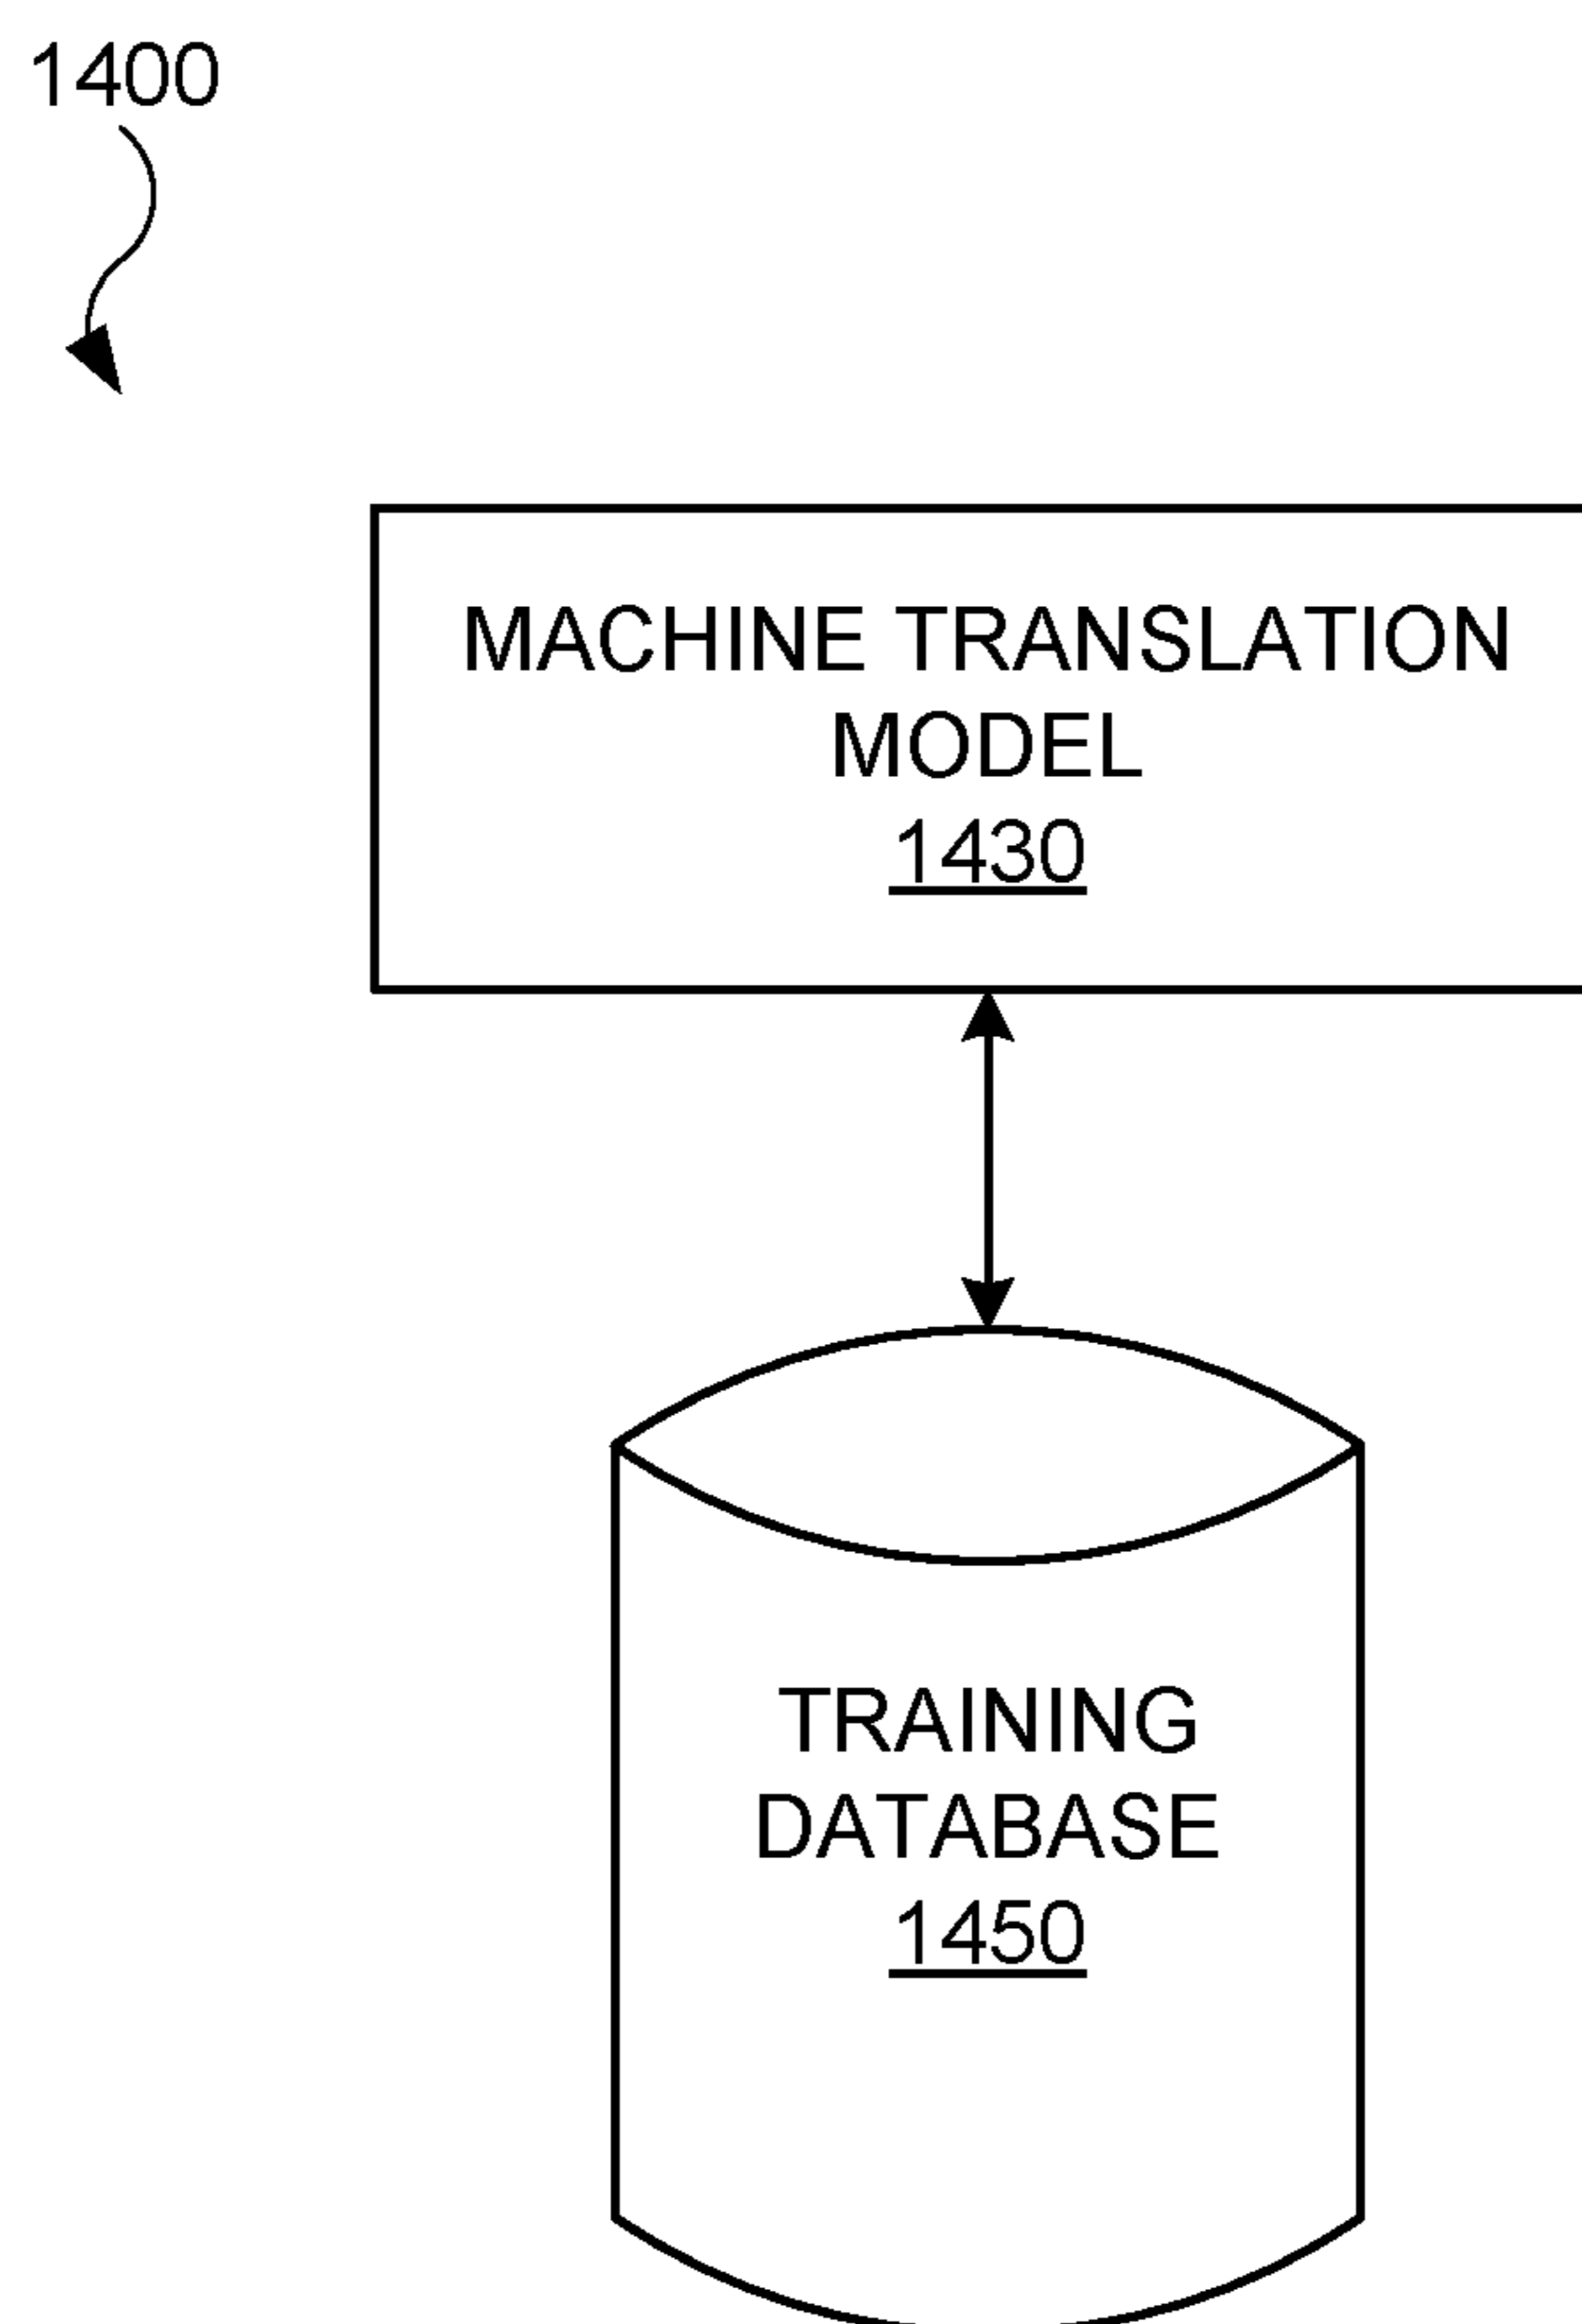 1400
MACHINE TRANSLATION
MODEL
1430
TRAINING
DATABASE
1450